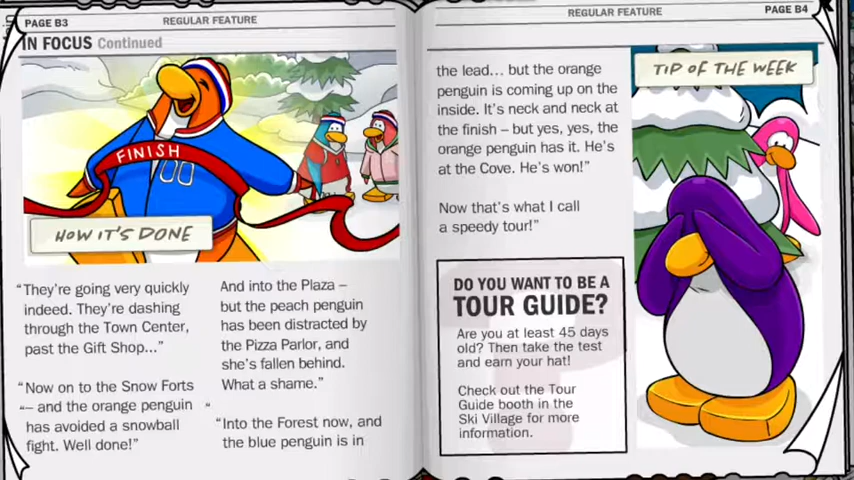 PAGE B3
REGULAR FEATURE
IN FOCUS Continued
FINISH
00
HOW IT'S DONE
“They're going very quickly
indeed. They're dashing
through the Town Center,
past the Gift Shop...”
“Now on to the Snow Forts
– and the orange penguin
has avoided a snowball
fight. Well done!”
And into the Plaza –
but the peach penguin
has been distracted by
the Pizza Parlor, and
she's fallen behind.
What a shame.”
“Into the Forest now, and
the blue penguin is in
REGULAR FEATURE
PAGE B4
the lead... but the orange
penguin is coming up on the
inside. It's neck and neck at
the finish – but yes, yes, the
orange penguin has it. He's
at the Cove. He's won!”
Now that's what I call
a speedy tour!”
DO YOU WANT TO BE A
TOUR GUIDE?
Are you at least 45 days
old? Then take the test
and earn your hat!
Check out the Tour
Guide booth in the
Ski Village for more
information.
TIP OF THE WEEK